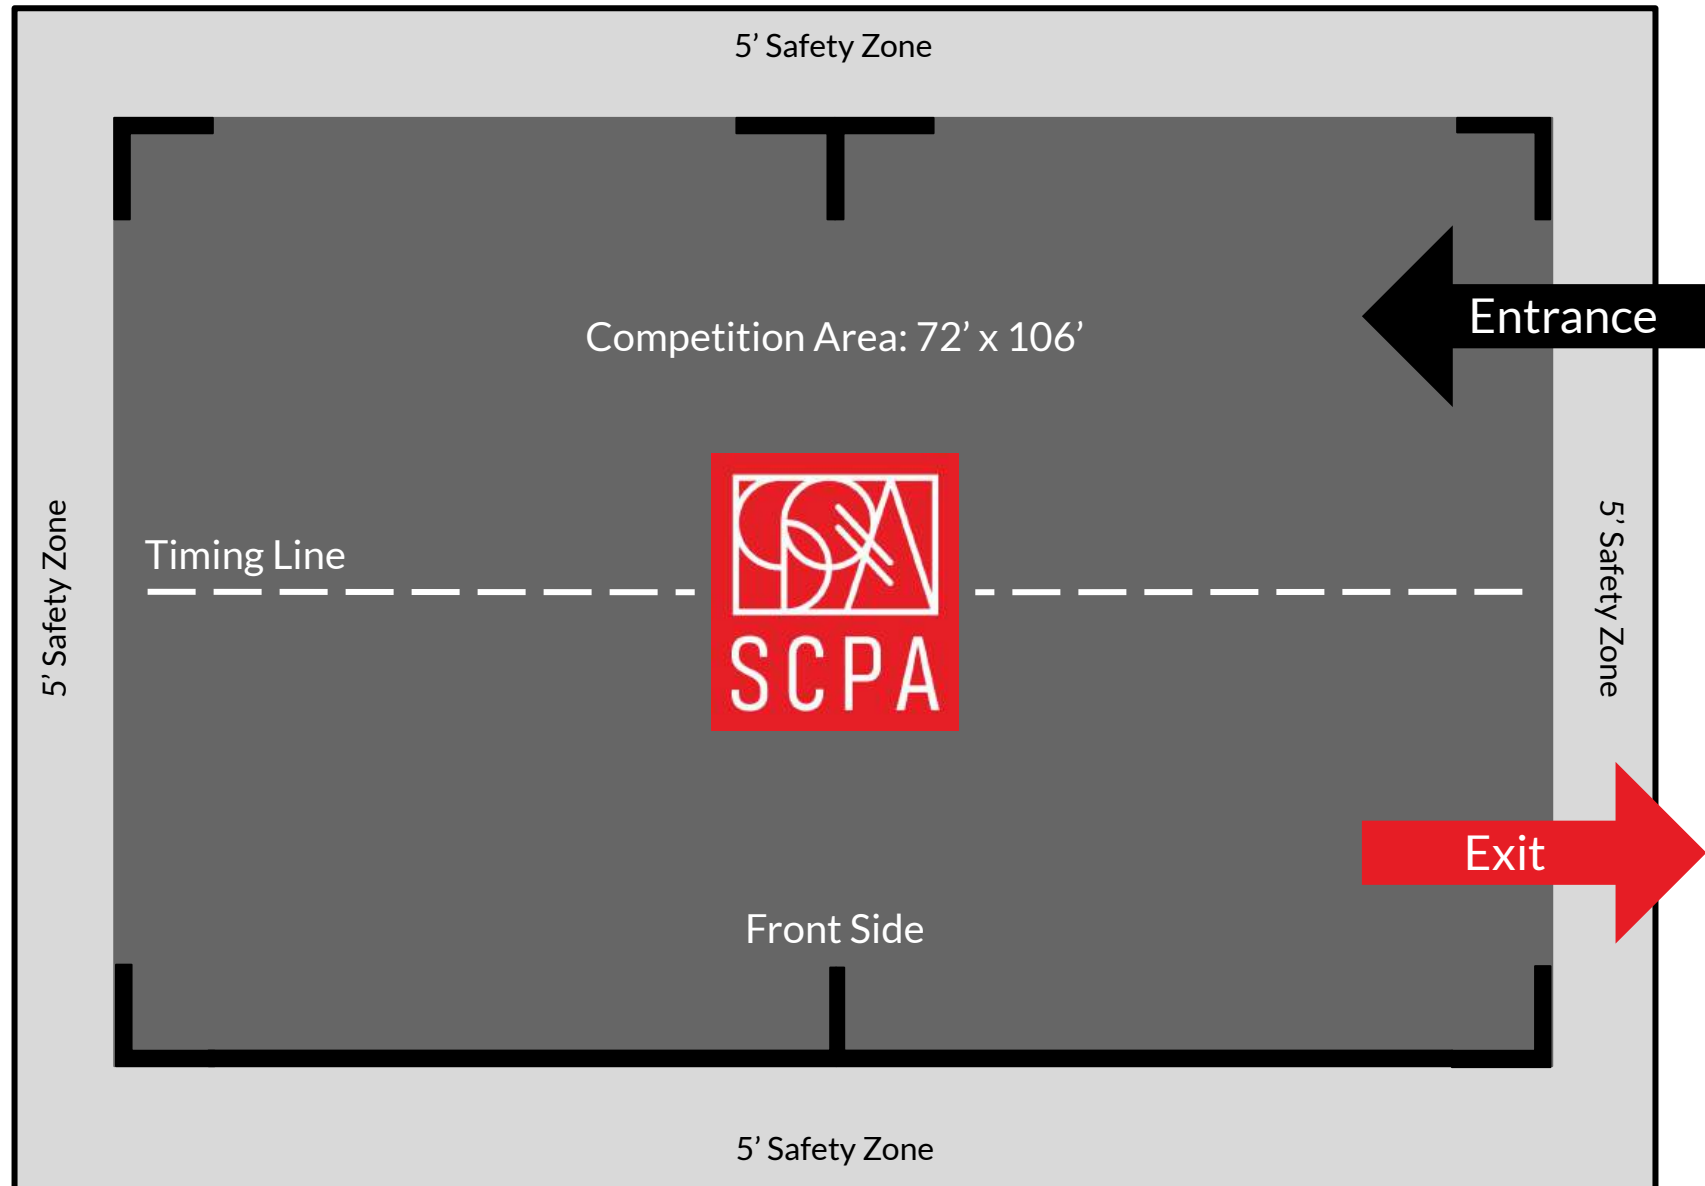 5’ Safety Zone
Competition Area: 72’ x 106’
Entrance
5’ Safety Zone
Timing Line
SCPA
5’ Safety Zone
Exit
Front Side
5’ Safety Zone